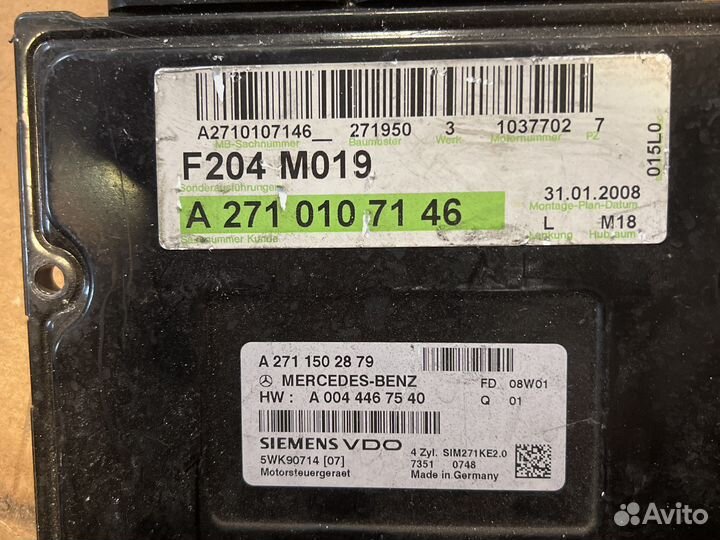 A2710107146_ 271950 3 1037702 7
MB-Sachnummer Baumuster Werk Motornummer PZ
F204 M019
Sonderausführungen
31.01.2008
Montage-Plan-Datum
A 271 010 71 46
L M18
Sachnummer Kunde
Lenkung Hubraum
015L0
A 271 150 28 79
MERCEDES-BENZ
FD 08W01
HW : A 004 446 75 40
Q 01
SIEMENS VDO
4 Zyl. SIM271KE2.0
5WK90714 [07]
7351 0748
Motorsteuergeraet
Made in Germany
Avito